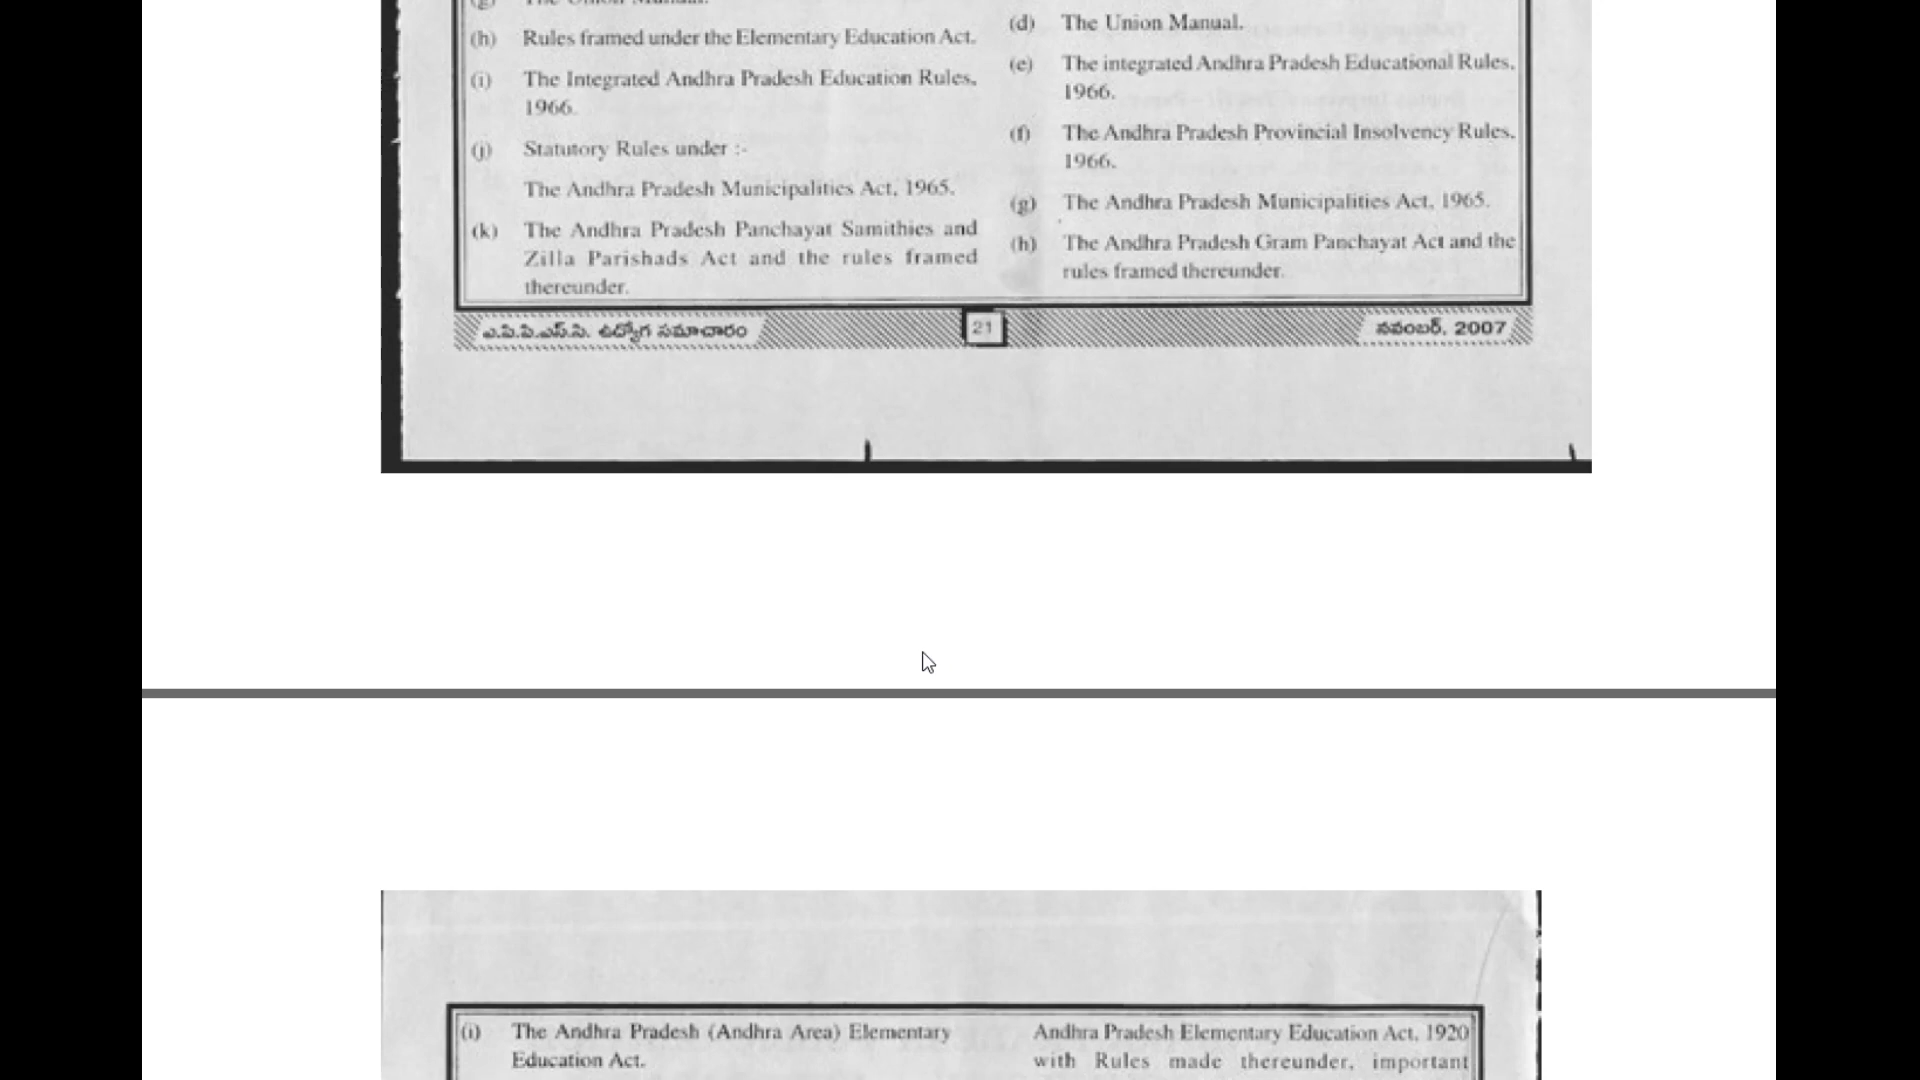 (h) Rules framed under the Elementary Education Act.
(i) The Integrated Andhra Pradesh Education Rules,
1966.
(j) Statutory Rules under :-
The Andhra Pradesh Municipalities Act, 1965.
(k) The Andhra Pradesh Panchayat Samithies and
Zilla Parishads Act and the rules framed
thereunder.
(d) The Union Manual.
(e) The integrated Andhra Pradesh Educational Rules,
1966.
(f) The Andhra Pradesh Provincial Insolvency Rules,
1966.
(g) The Andhra Pradesh Municipalities Act, 1965.
(h) The Andhra Pradesh Gram Panchayat Act and the
rules framed thereunder.
ఎ.పి.పి.ఎస్.సి. ఉద్యోగ సమాచారం 21 నవంబర్, 2007
(i) The Andhra Pradesh (Andhra Area) Elementary
Education Act.
Andhra Pradesh Elementary Education Act, 1920
with Rules made thereunder, important